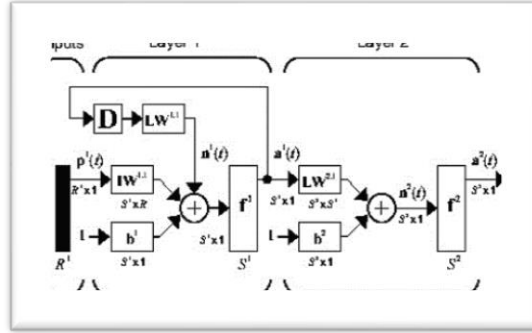 puts Layer 1 Layer 2
D LW¹,¹
n¹(t) a¹(t) a²(t)
p¹(t) IW¹,¹ LW²,¹ n²(t)
R¹x1 S¹xR f¹ S¹x1 S²xS¹ S²x1 f² S²x1
1 b¹ S¹x1 1 b²
R¹ S¹x1 S¹ S²x1 S²